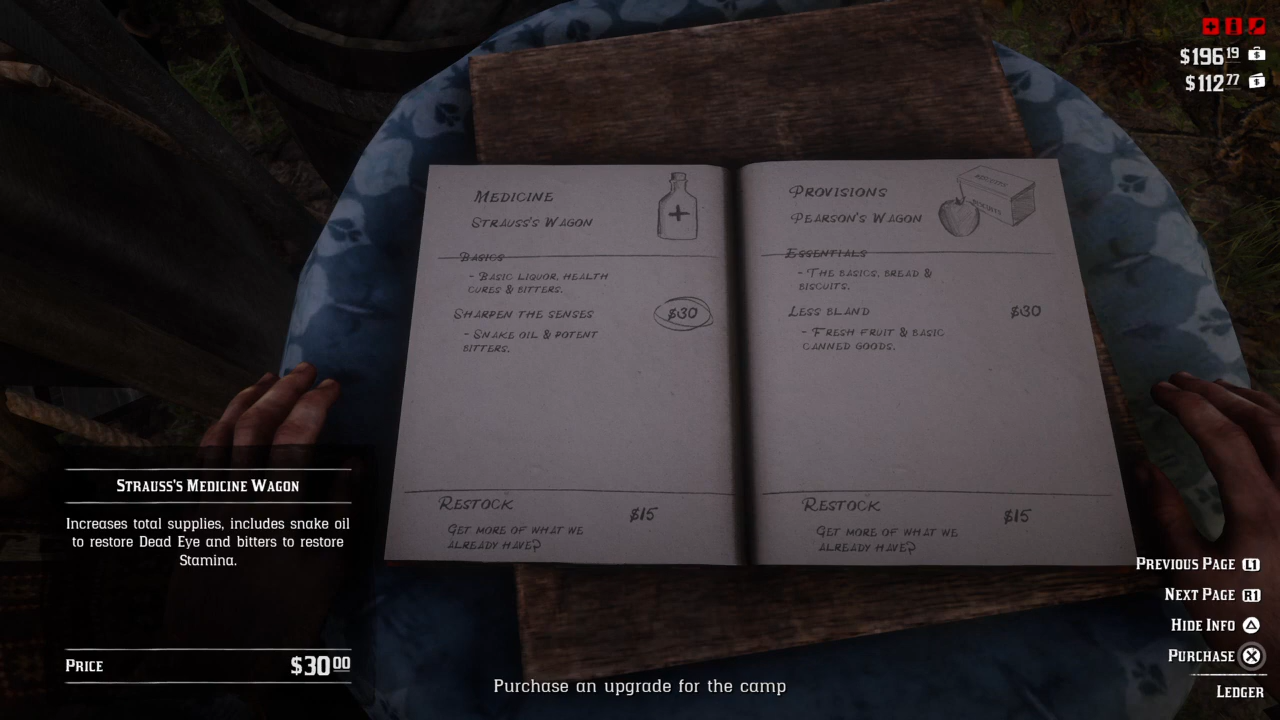 $196 19
$112 77
MEDICINE
STRAUSS'S WAGON
BASICS
- BASIC LIQUOR, HEALTH
CURES & BITTERS.
SHARPEN THE SENSES $30
- SNAKE OIL & POTENT
BITTERS.
RESTOCK $15
GET MORE OF WHAT WE
ALREADY HAVE?
PROVISIONS
PEARSON'S WAGON
ESSENTIALS
- THE BASICS, BREAD &
BISCUITS.
LESS BLAND $30
- FRESH FRUIT & BASIC
CANNED GOODS.
RESTOCK $15
GET MORE OF WHAT WE
ALREADY HAVE?
STRAUSS'S MEDICINE WAGON
Increases total supplies, includes snake oil
to restore Dead Eye and bitters to restore
Stamina.
PRICE $30 00
Purchase an upgrade for the camp
PREVIOUS PAGE L1
NEXT PAGE R1
HIDE INFO
PURCHASE
LEDGER